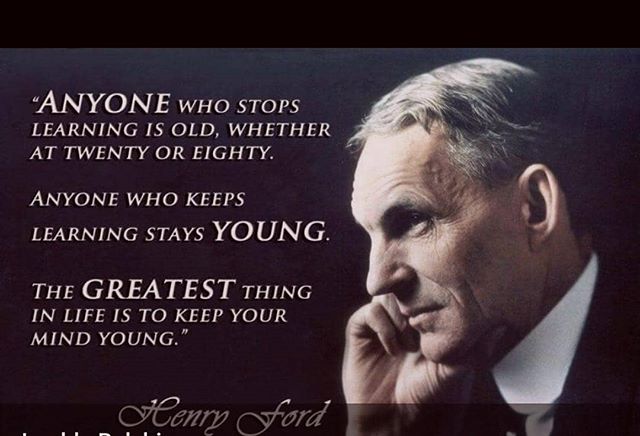 “ANYONE WHO STOPS
LEARNING IS OLD, WHETHER
AT TWENTY OR EIGHTY.
ANYONE WHO KEEPS
LEARNING STAYS YOUNG.
THE GREATEST THING
IN LIFE IS TO KEEP YOUR
MIND YOUNG.”
Henry Ford